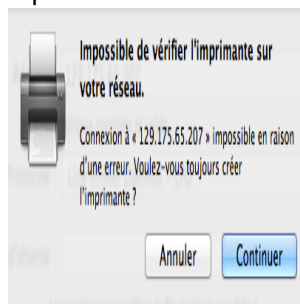 Impossible de vérifier l'imprimante sur
votre réseau.
Connexion à « 129.175.65.207 » impossible en raison
d'une erreur. Voulez-vous toujours créer
l'imprimante ?
Annuler
Continuer